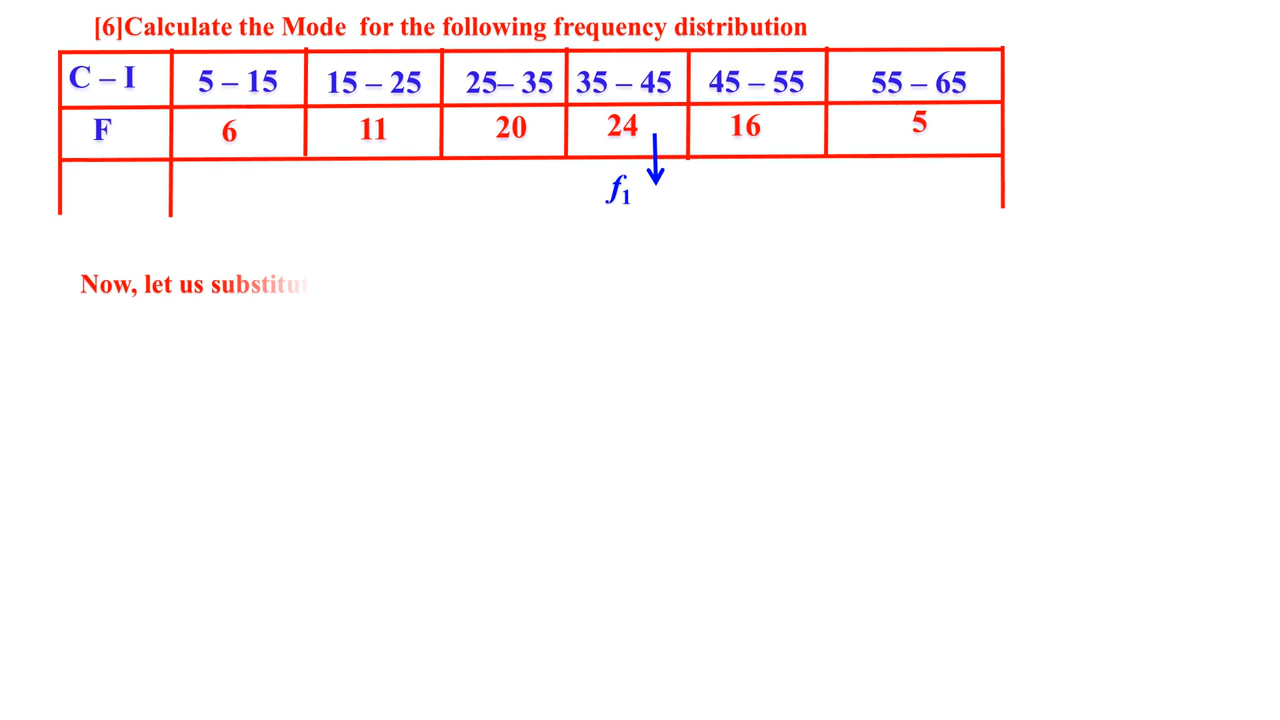 [6]Calculate the Mode for the following frequency distribution
C – I 5 – 15 15 – 25 25– 35 35 – 45 45 – 55 55 – 65
F 6 11 20 24 16 5
f₁
Now, let us substitut